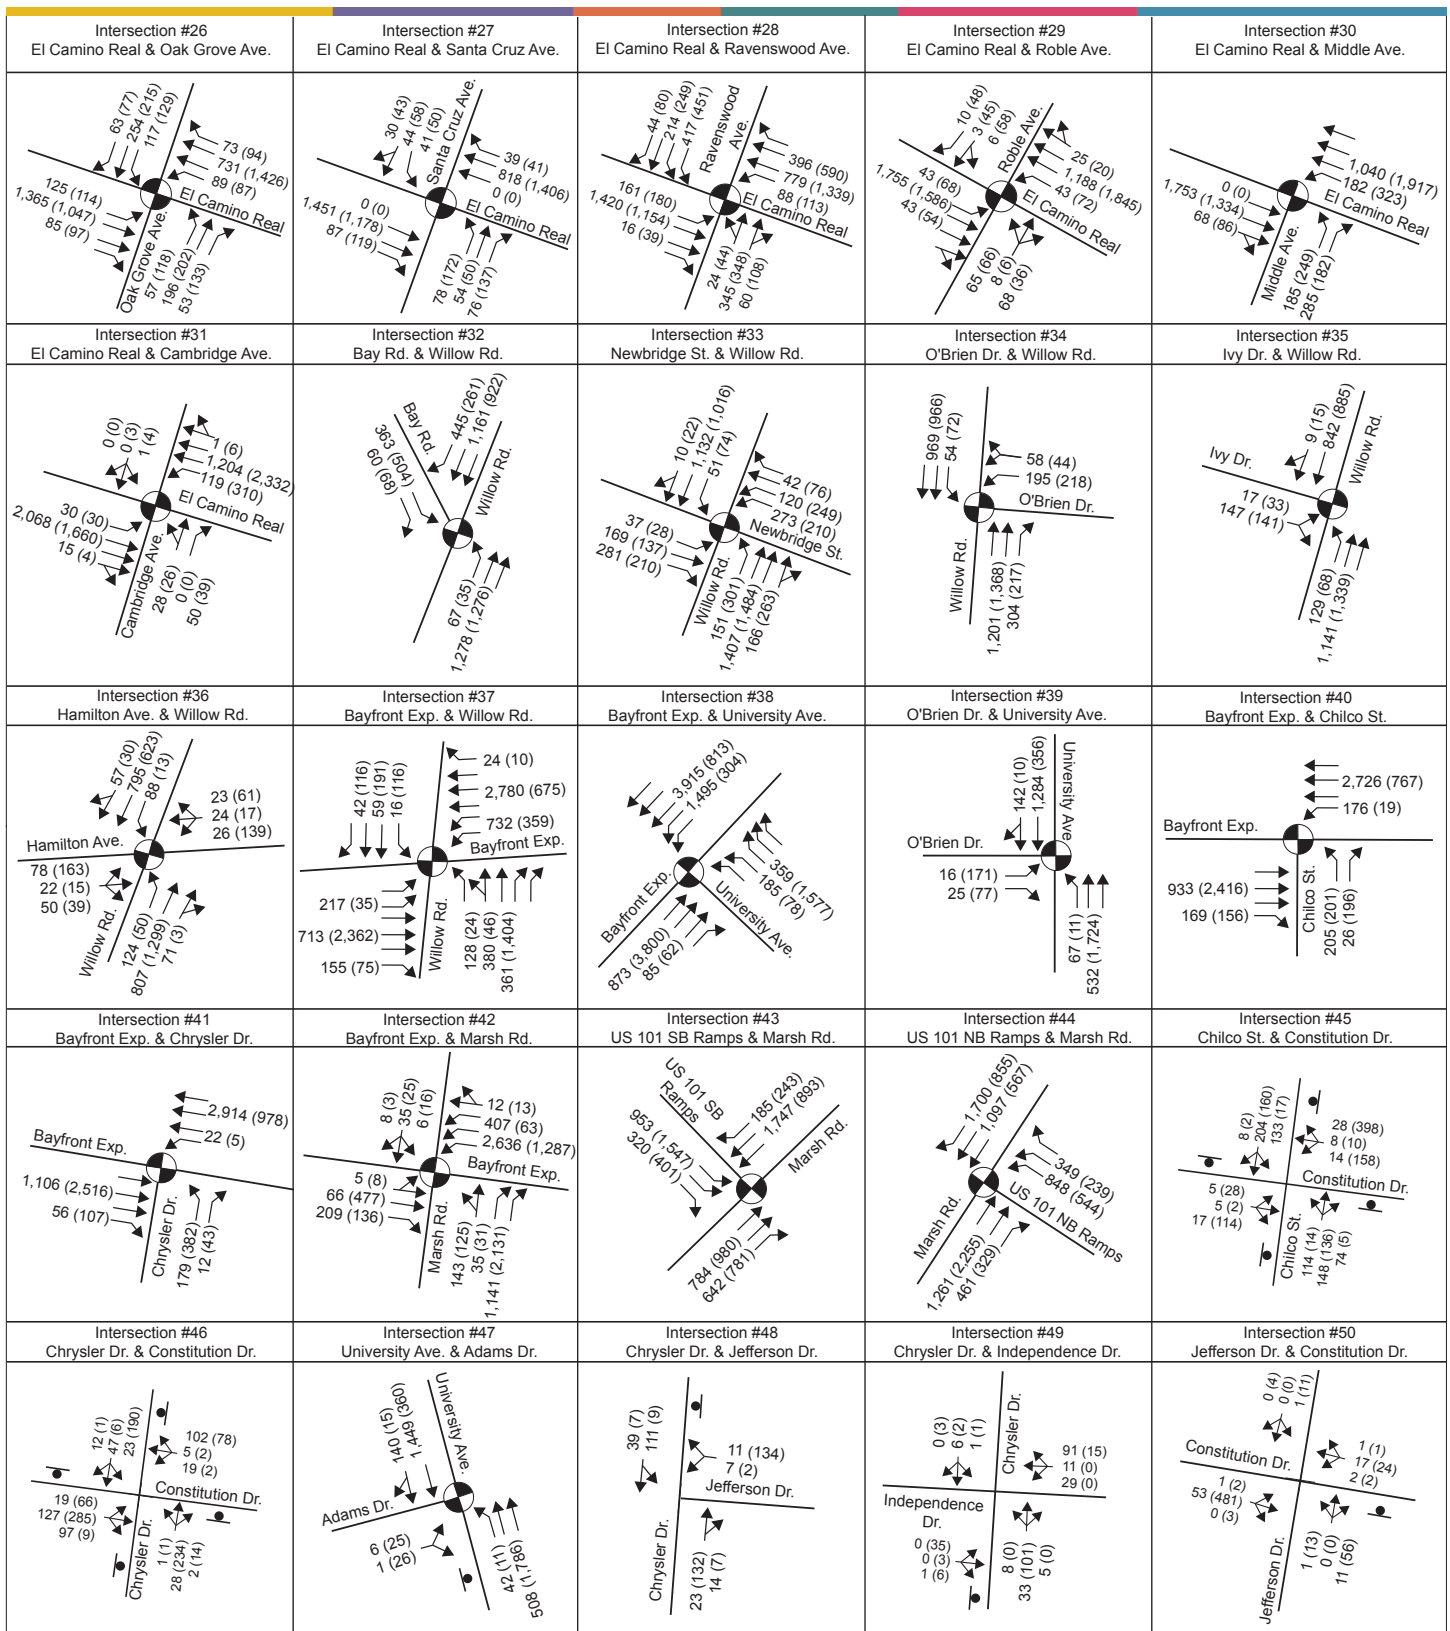 Intersection #26
El Camino Real & Oak Grove Ave.
63 (77)
254 (215)
117 (129)
73 (94)
731 (1,426)
89 (87)
125 (114)
1,365 (1,047)
85 (97)
El Camino Real
Oak Grove Ave.
57 (118)
196 (202)
53 (133)
Intersection #27
El Camino Real & Santa Cruz Ave.
30 (43)
44 (58)
41 (50)
Santa Cruz Ave.
39 (41)
818 (1,406)
0 (0)
0 (0)
1,451 (1,178)
87 (119)
El Camino Real
78 (172)
54 (50)
76 (137)
Intersection #28
El Camino Real & Ravenswood Ave.
44 (80)
214 (249)
417 (451)
Ravenswood
Ave.
396 (590)
779 (1,339)
88 (113)
161 (180)
1,420 (1,154)
16 (39)
El Camino Real
24 (44)
345 (348)
60 (108)
Intersection #29
El Camino Real & Roble Ave.
10 (48)
3 (45)
6 (58)
Roble Ave.
25 (20)
1,188 (1,845)
43 (72)
43 (68)
1,755 (1,586)
43 (54)
El Camino Real
65 (66)
8 (6)
68 (36)
Intersection #30
El Camino Real & Middle Ave.
1,040 (1,917)
182 (323)
0 (0)
1,753 (1,334)
68 (86)
El Camino Real
Middle Ave.
185 (249)
285 (182)
Intersection #31
El Camino Real & Cambridge Ave.
0 (0)
0 (3)
1 (4)
1 (6)
1,204 (2,332)
119 (310)
El Camino Real
30 (30)
2,068 (1,660)
15 (4)
Cambridge Ave.
28 (26)
0 (0)
50 (39)
Intersection #32
Bay Rd. & Willow Rd.
Bay Rd.
445 (261)
1,161 (922)
363 (504)
60 (68)
Willow Rd.
67 (35)
1,278 (1,276)
Intersection #33
Newbridge St. & Willow Rd.
10 (22)
1,132 (1,016)
51 (74)
42 (76)
120 (249)
273 (210)
Newbridge St.
37 (28)
169 (137)
281 (210)
Willow Rd.
151 (301)
1,407 (1,484)
166 (263)
Intersection #34
O'Brien Dr. & Willow Rd.
969 (966)
54 (72)
58 (44)
195 (218)
O'Brien Dr.
Willow Rd.
1,201 (1,368)
304 (217)
Intersection #35
Ivy Dr. & Willow Rd.
9 (15)
842 (885)
Willow Rd.
Ivy Dr.
17 (33)
147 (141)
129 (68)
1,141 (1,339)
Intersection #36
Hamilton Ave. & Willow Rd.
57 (30)
795 (623)
88 (13)
23 (61)
24 (17)
26 (139)
Hamilton Ave.
78 (163)
22 (15)
50 (39)
Willow Rd.
124 (50)
807 (1,299)
71 (3)
Intersection #37
Bayfront Exp. & Willow Rd.
42 (116)
59 (191)
16 (116)
24 (10)
2,780 (675)
732 (359)
Bayfront Exp.
217 (35)
713 (2,362)
155 (75)
Willow Rd.
128 (24)
380 (46)
361 (1,404)
Intersection #38
Bayfront Exp. & University Ave.
3,915 (813)
1,495 (304)
359 (1,577)
185 (78)
Bayfront Exp.
University Ave.
873 (3,800)
85 (62)
Intersection #39
O'Brien Dr. & University Ave.
142 (10)
1,284 (356)
University Ave.
O'Brien Dr.
16 (171)
25 (77)
67 (11)
532 (1,724)
Intersection #40
Bayfront Exp. & Chilco St.
2,726 (767)
176 (19)
Bayfront Exp.
933 (2,416)
169 (156)
Chilco St.
205 (201)
26 (196)
Intersection #41
Bayfront Exp. & Chrysler Dr.
2,914 (978)
22 (5)
Bayfront Exp.
1,106 (2,516)
56 (107)
Chrysler Dr.
179 (382)
12 (43)
Intersection #42
Bayfront Exp. & Marsh Rd.
8 (3)
35 (25)
6 (16)
12 (13)
407 (63)
2,636 (1,287)
Bayfront Exp.
5 (8)
66 (477)
209 (136)
Marsh Rd.
143 (125)
35 (31)
1,141 (2,131)
Intersection #43
US 101 SB Ramps & Marsh Rd.
US 101 SB
Ramps
185 (243)
1,747 (893)
Marsh Rd.
953 (1,547)
320 (401)
784 (980)
642 (781)
Intersection #44
US 101 NB Ramps & Marsh Rd.
1,700 (855)
1,097 (567)
349 (239)
848 (544)
US 101 NB Ramps
Marsh Rd.
1,261 (2,255)
461 (329)
Intersection #45
Chilco St. & Constitution Dr.
8 (2)
204 (160)
133 (17)
28 (398)
8 (10)
14 (158)
Constitution Dr.
5 (28)
5 (2)
17 (114)
Chilco St.
114 (14)
148 (136)
74 (5)
Intersection #46
Chrysler Dr. & Constitution Dr.
12 (1)
47 (6)
23 (190)
102 (78)
5 (2)
19 (2)
Constitution Dr.
19 (66)
127 (285)
97 (9)
Chrysler Dr.
1 (1)
28 (234)
2 (14)
Intersection #47
University Ave. & Adams Dr.
University Ave.
140 (15)
1,449 (360)
Adams Dr.
6 (25)
1 (26)
42 (11)
508 (1,786)
Intersection #48
Chrysler Dr. & Jefferson Dr.
39 (7)
111 (9)
11 (134)
7 (2)
Jefferson Dr.
Chrysler Dr.
23 (132)
14 (7)
Intersection #49
Chrysler Dr. & Independence Dr.
0 (3)
6 (2)
1 (1)
Chrysler Dr.
91 (15)
11 (0)
29 (0)
Independence
Dr.
0 (35)
0 (3)
1 (6)
8 (0)
33 (101)
5 (0)
Intersection #50
Jefferson Dr. & Constitution Dr.
0 (4)
0 (0)
1 (11)
Constitution Dr.
1 (1)
17 (24)
2 (2)
1 (2)
53 (481)
0 (3)
Jefferson Dr.
1 (13)
0 (0)
11 (56)